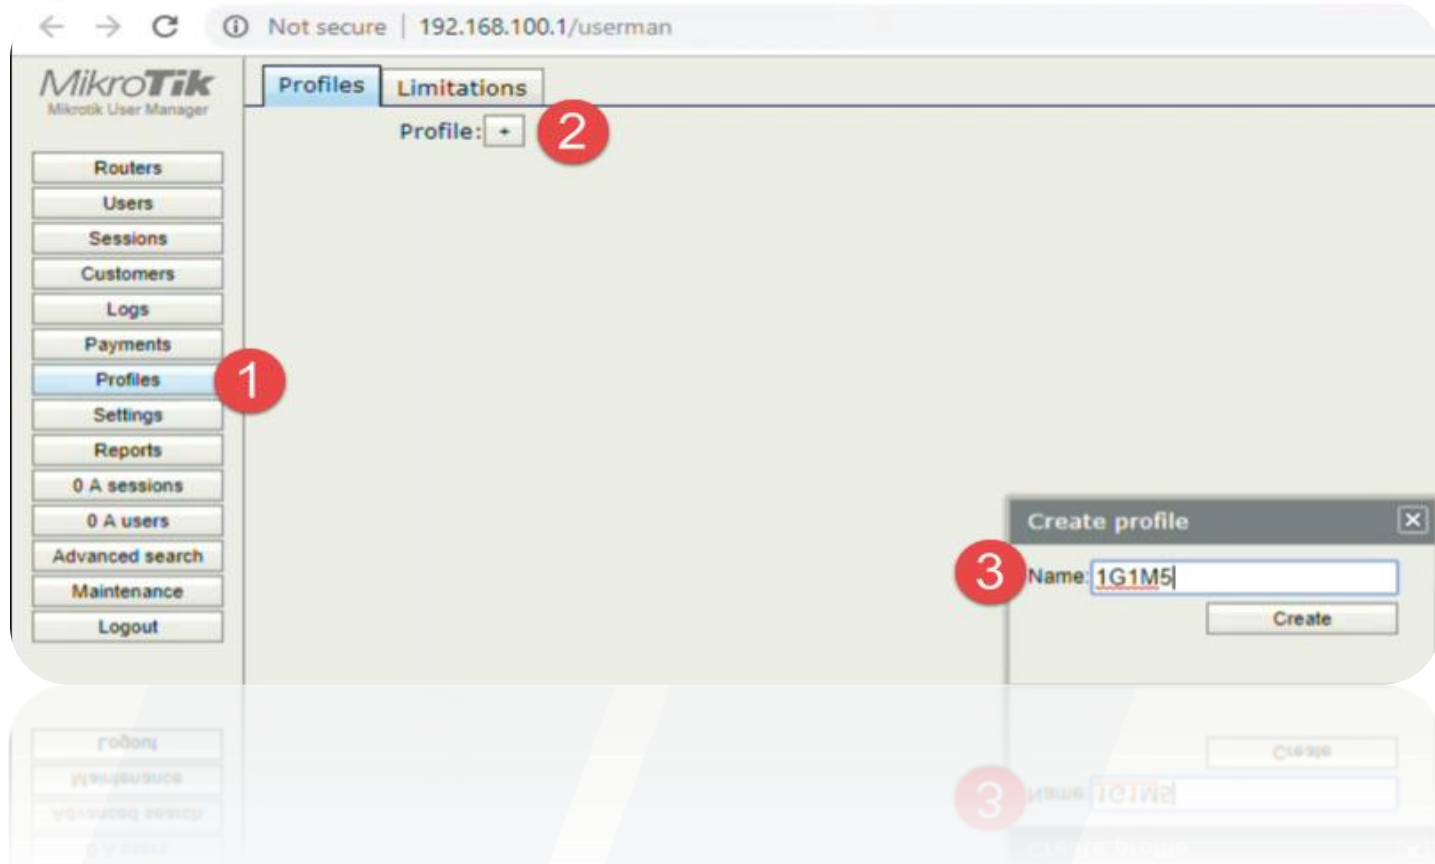 Not secure | 192.168.100.1/userman
MikroTik
Mikrotik User Manager
Profiles
Limitations
Profile: +
2
Routers
Users
Sessions
Customers
Logs
Payments
Profiles
1
Settings
Reports
0 A sessions
0 A users
Advanced search
Maintenance
Logout
Create profile
3
Name: 1G1M5
Create